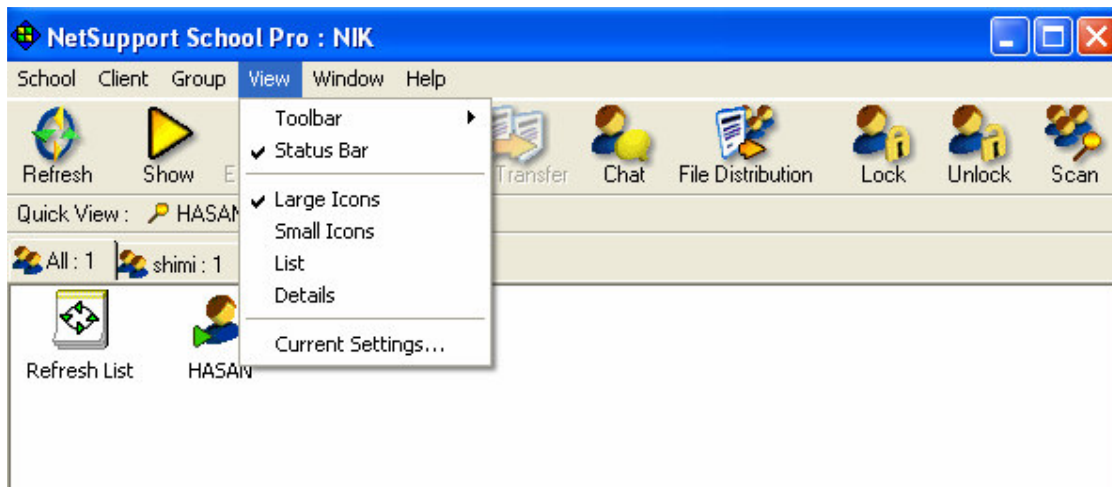 NetSupport School Pro : NIK
School Client Group View Window Help
Toolbar
Status Bar
Large Icons
Small Icons
List
Details
Current Settings...
Refresh Show E Transfer Chat File Distribution Lock Unlock Scan
Quick View : HASAN
All : 1 shimi : 1
Refresh List HASAN